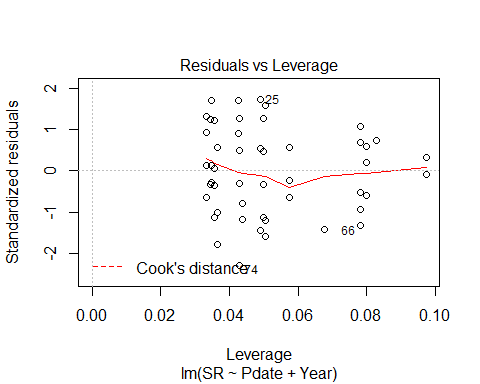 Residuals vs Leverage
Standardized residuals
2
1
0
-1
-2
25
66
74
Cook's distance
0.00 0.02 0.04 0.06 0.08 0.10
Leverage
lm(SR ~ Pdate + Year)